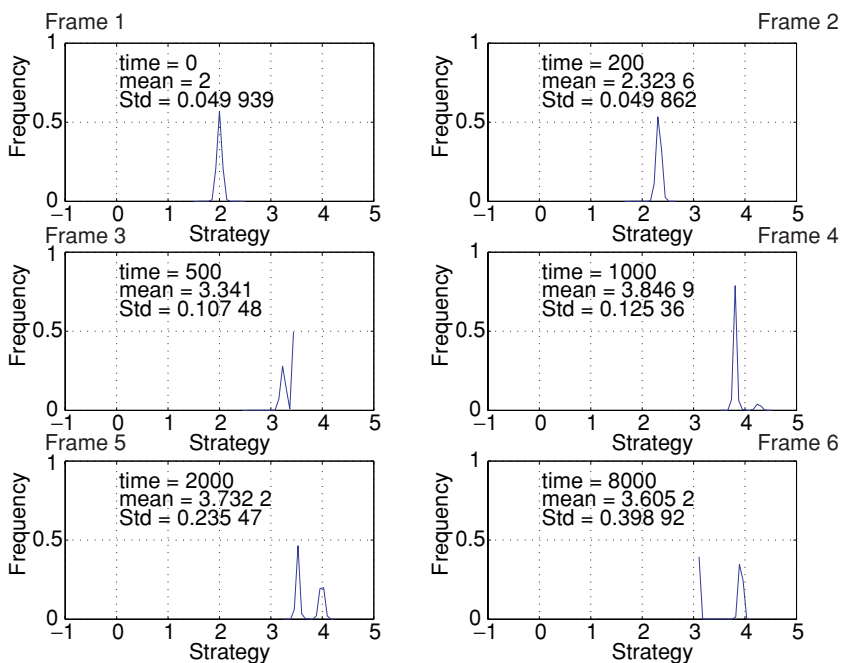 Frame 1
1
0.5
0
Frequency
time = 0
mean = 2
Std = 0.049 939
−1 0 1 2 3 4 5
Strategy
Frame 2
1
0.5
0
Frequency
time = 200
mean = 2.323 6
Std = 0.049 862
−1 0 1 2 3 4 5
Strategy
Frame 3
1
0.5
0
Frequency
time = 500
mean = 3.341
Std = 0.107 48
−1 0 1 2 3 4 5
Strategy
Frame 4
1
0.5
0
Frequency
time = 1000
mean = 3.846 9
Std = 0.125 36
−1 0 1 2 3 4 5
Strategy
Frame 5
1
0.5
0
Frequency
time = 2000
mean = 3.732 2
Std = 0.235 47
−1 0 1 2 3 4 5
Strategy
Frame 6
1
0.5
0
Frequency
time = 8000
mean = 3.605 2
Std = 0.398 92
−1 0 1 2 3 4 5
Strategy